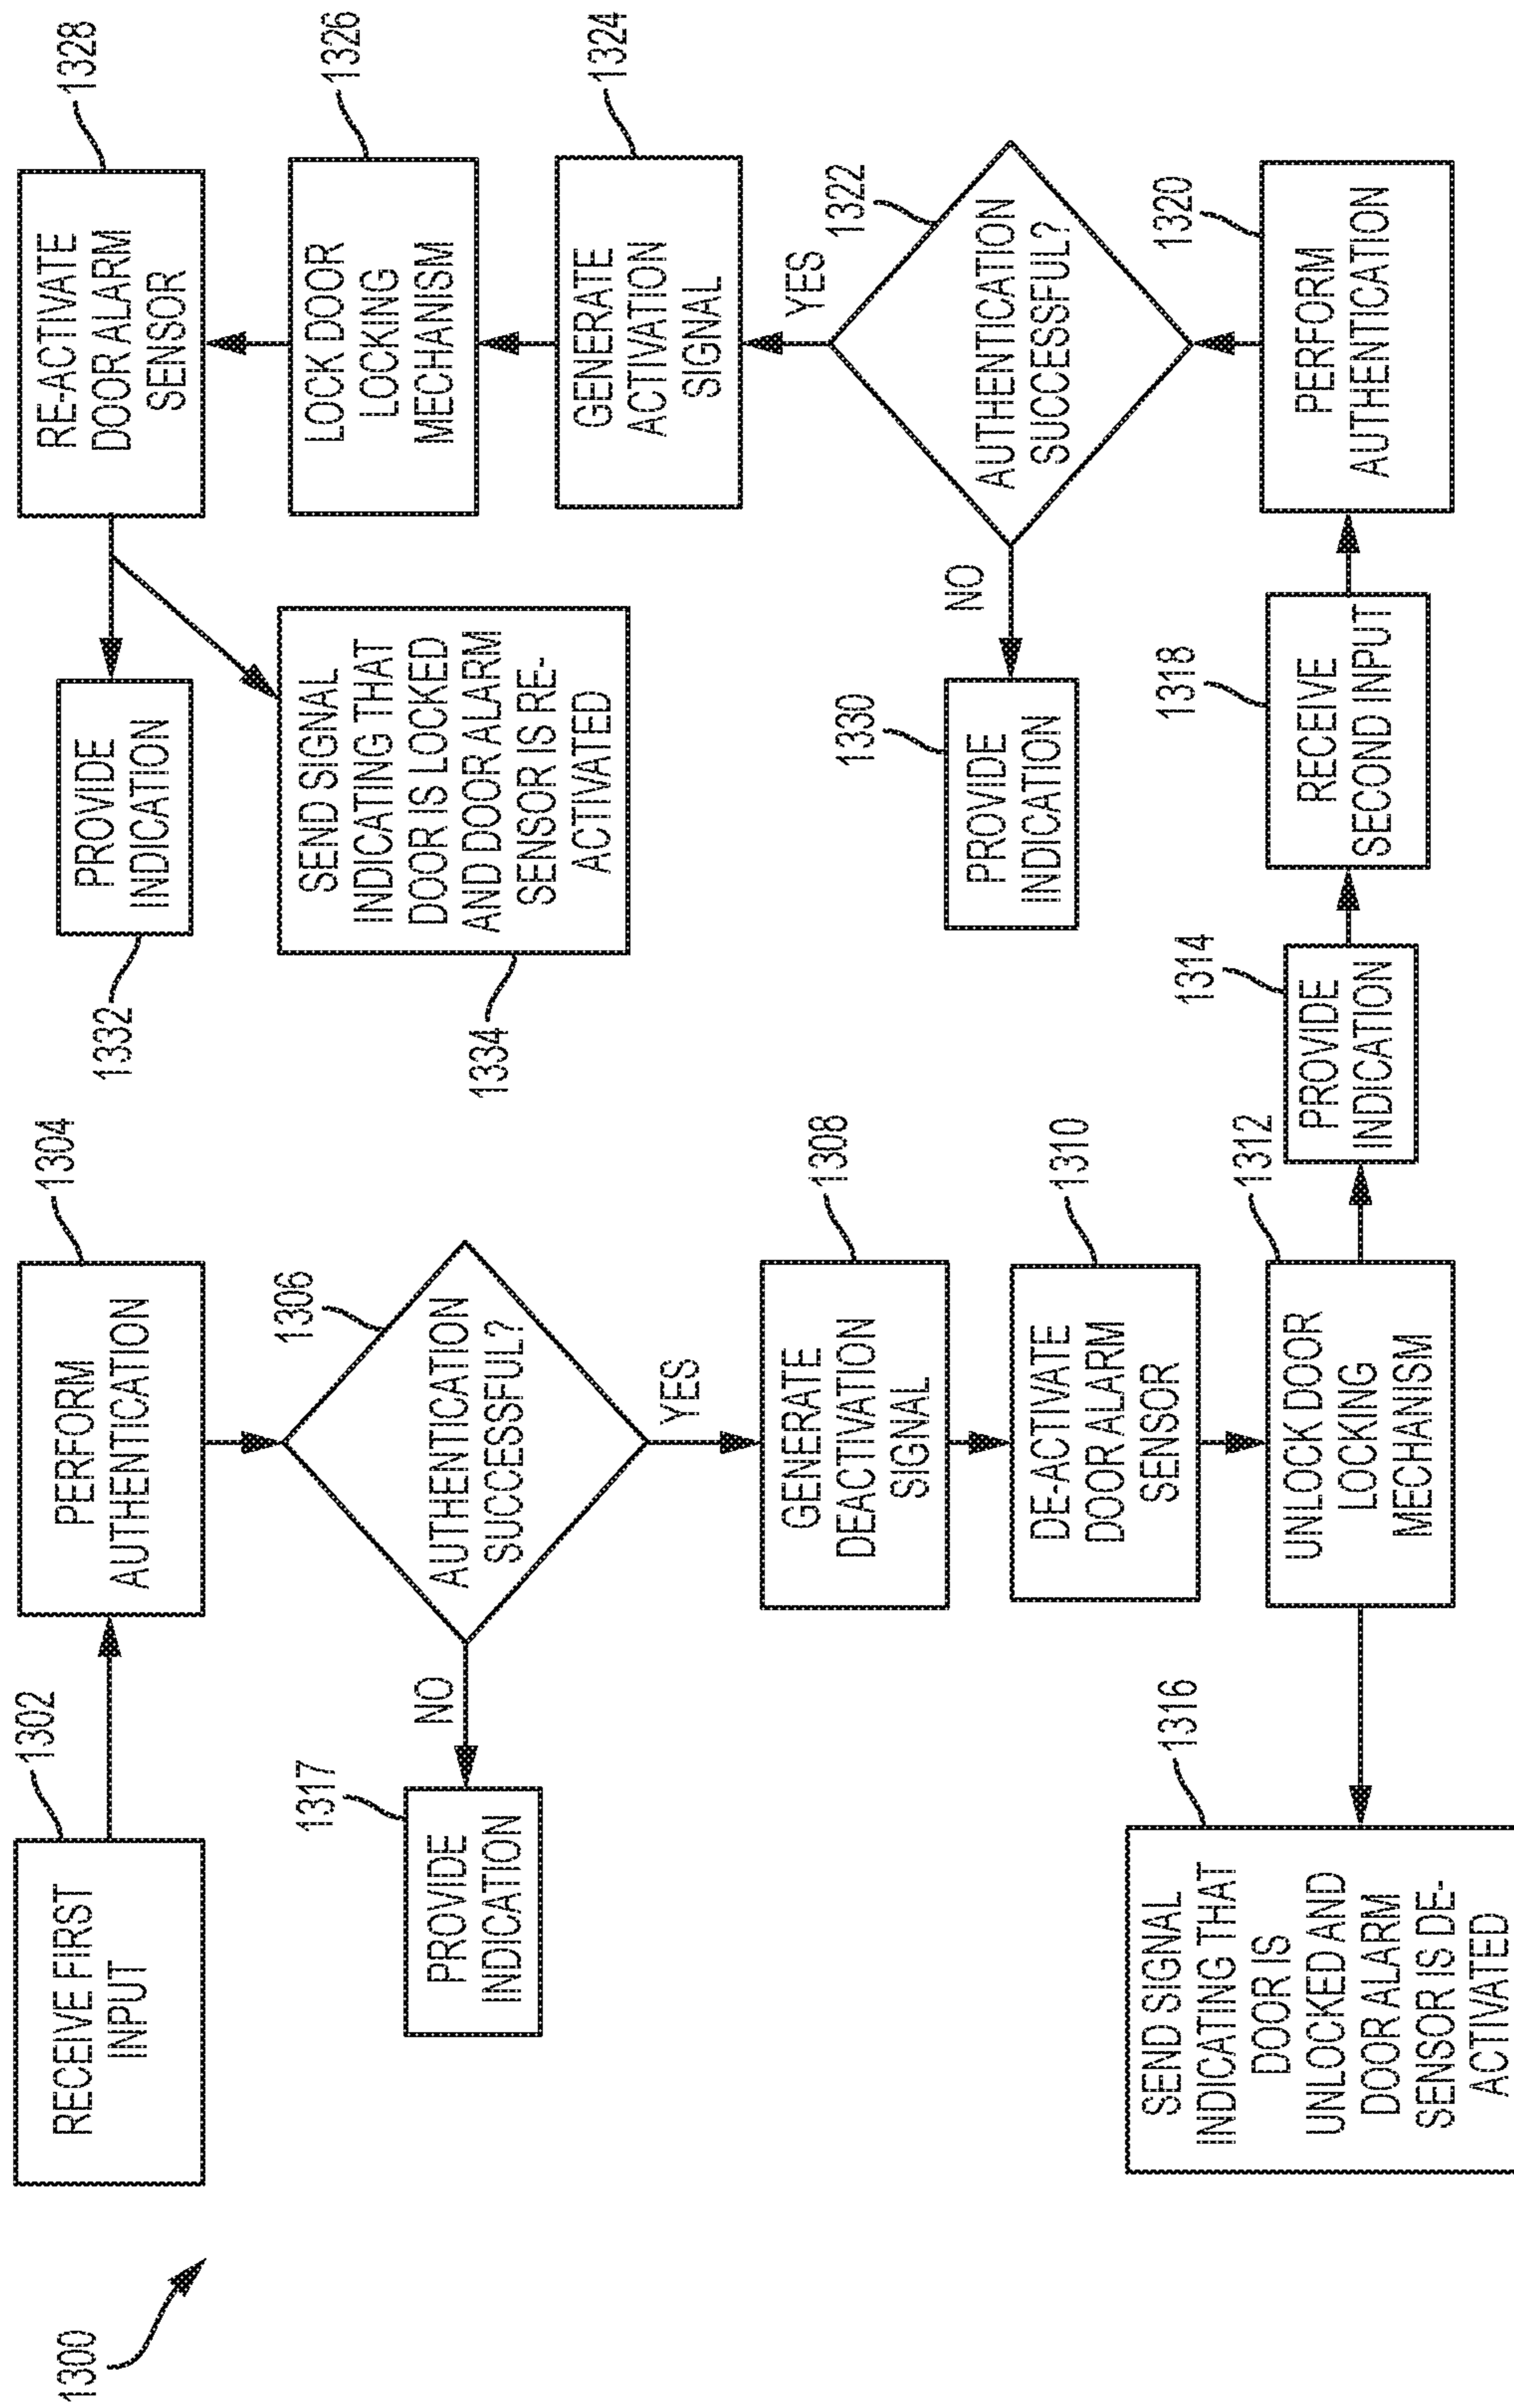 1300
1302
RECEIVE FIRST
INPUT
1304
PERFORM
AUTHENTICATION
1306
AUTHENTICATION
SUCCESSFUL?
NO
1317
PROVIDE
INDICATION
YES
1308
GENERATE
DEACTIVATION
SIGNAL
1310
DE-ACTIVATE
DOOR ALARM
SENSOR
1312
UNLOCK DOOR
LOCKING
MECHANISM
1316
SEND SIGNAL
INDICATING THAT
DOOR IS
UNLOCKED AND
DOOR ALARM
SENSOR IS DE-
ACTIVATED
1314
PROVIDE
INDICATION
1318
RECEIVE
SECOND INPUT
1320
PERFORM
AUTHENTICATION
1322
AUTHENTICATION
SUCCESSFUL?
NO
1330
PROVIDE
INDICATION
YES
1324
GENERATE
ACTIVATION
SIGNAL
1326
LOCK DOOR
LOCKING
MECHANISM
1328
RE-ACTIVATE
DOOR ALARM
SENSOR
1332
PROVIDE
INDICATION
1334
SEND SIGNAL
INDICATING THAT
DOOR IS LOCKED
AND DOOR ALARM
SENSOR IS RE-
ACTIVATED